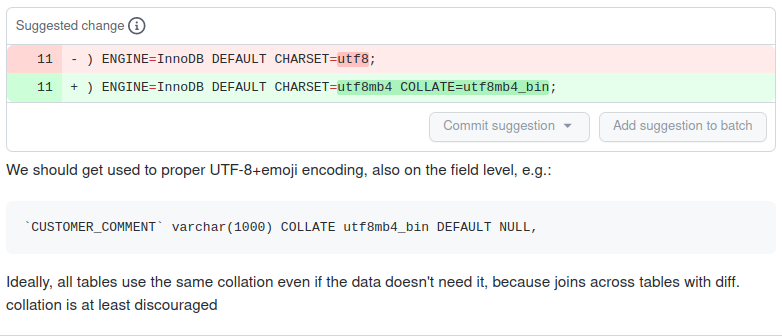 Suggested change
11 - ) ENGINE=InnoDB DEFAULT CHARSET=utf8;
11 + ) ENGINE=InnoDB DEFAULT CHARSET=utf8mb4 COLLATE=utf8mb4_bin;
Commit suggestion Add suggestion to batch
We should get used to proper UTF-8+emoji encoding, also on the field level, e.g.:
`CUSTOMER_COMMENT` varchar(1000) COLLATE utf8mb4_bin DEFAULT NULL,
Ideally, all tables use the same collation even if the data doesn't need it, because joins across tables with diff.
collation is at least discouraged